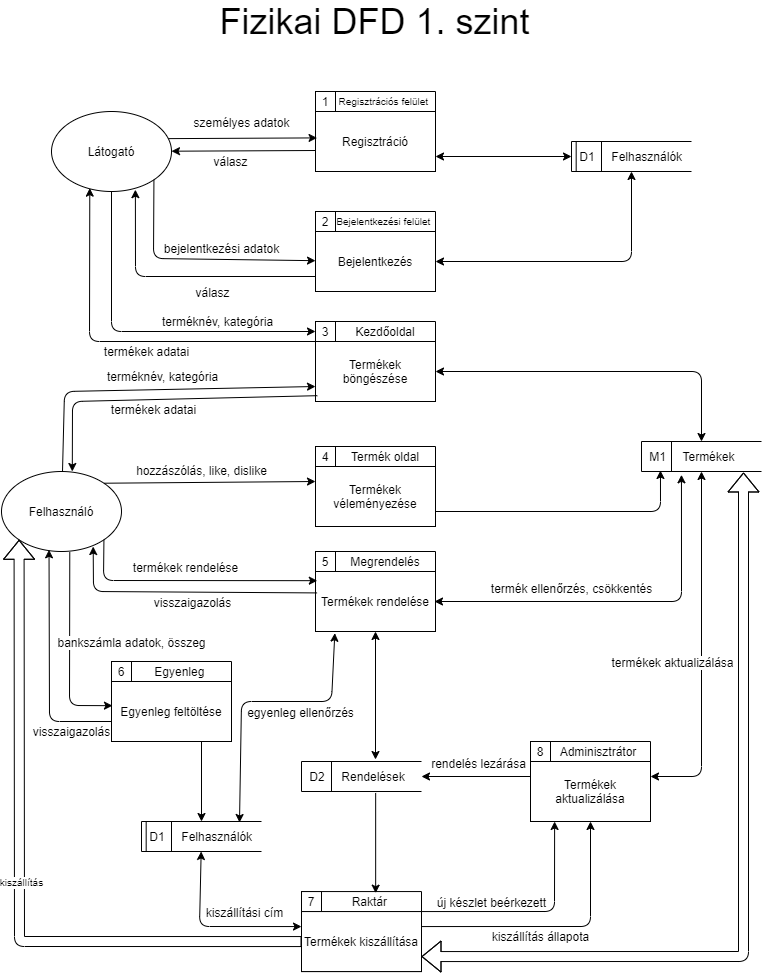 Fizikai DFD 1. szint
1
Regisztrációs felület
személyes adatok
Látogató
Regisztráció
válasz
D1
Felhasználók
2
Bejelentkezési felület
bejelentkezési adatok
Bejelentkezés
válasz
terméknév, kategória
3
Kezdőoldal
termékek adatai
Termékek
böngészése
terméknév, kategória
termékek adatai
4
Termék oldal
M1
Termékek
hozzászólás, like, dislike
Termékek
véleményezése
Felhasználó
5
Megrendelés
termékek rendelése
termék ellenőrzés, csökkentés
visszaigazolás
Termékek rendelése
bankszámla adatok, összeg
termékek aktualizálása
6
Egyenleg
Egyenleg feltöltése
egyenleg ellenőrzés
visszaigazolás
8
Adminisztrátor
rendelés lezárása
D2
Rendelések
Termékek
aktualizálása
D1
Felhasználók
kiszállítás
7
Raktár
új készlet beérkezett
kiszállítási cím
kiszállítás állapota
Termékek kiszállítása